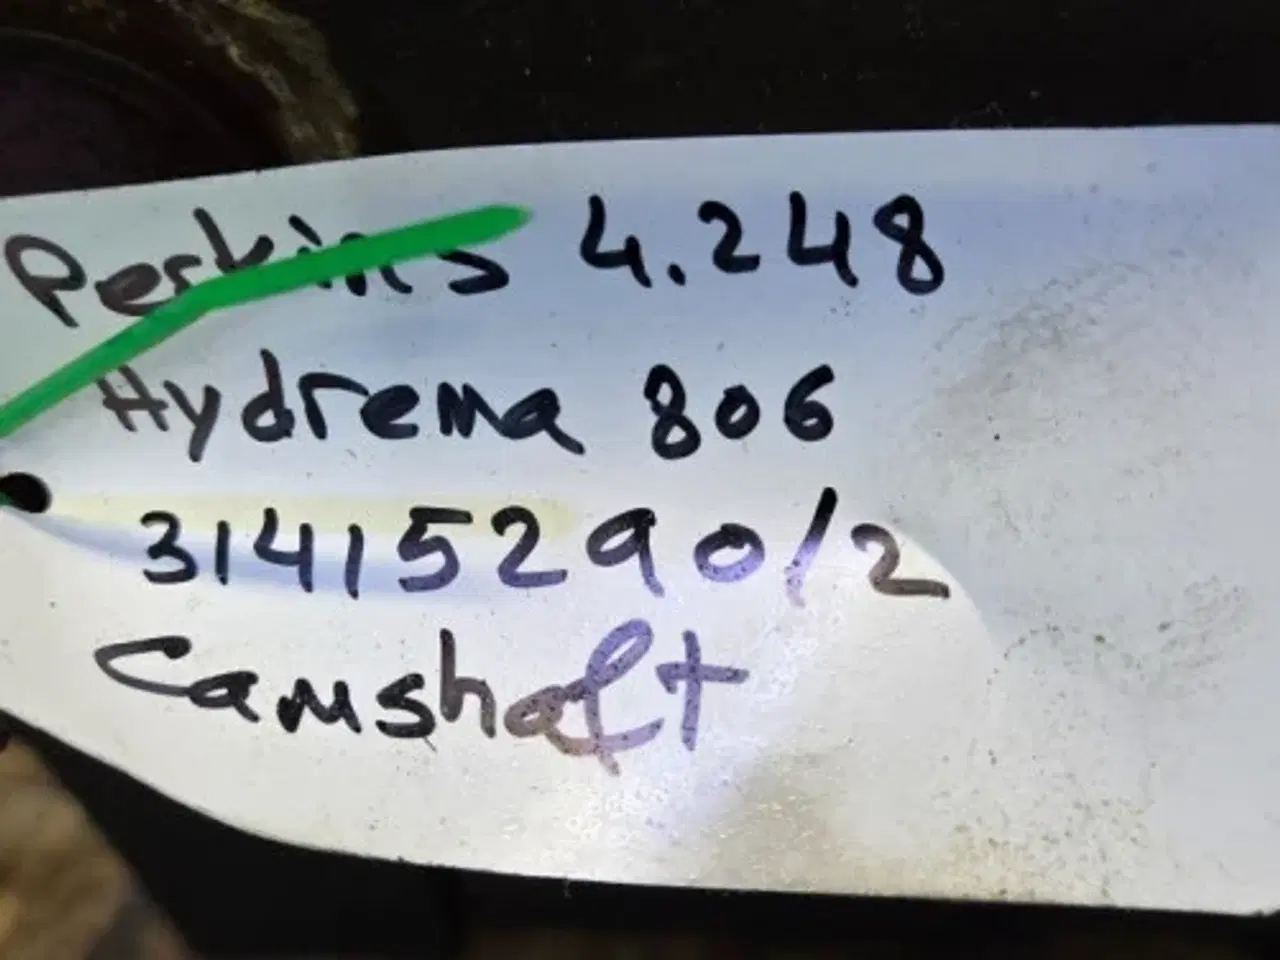 Perkins 4.248
Hydrema 806
31415290/2
Camshaft